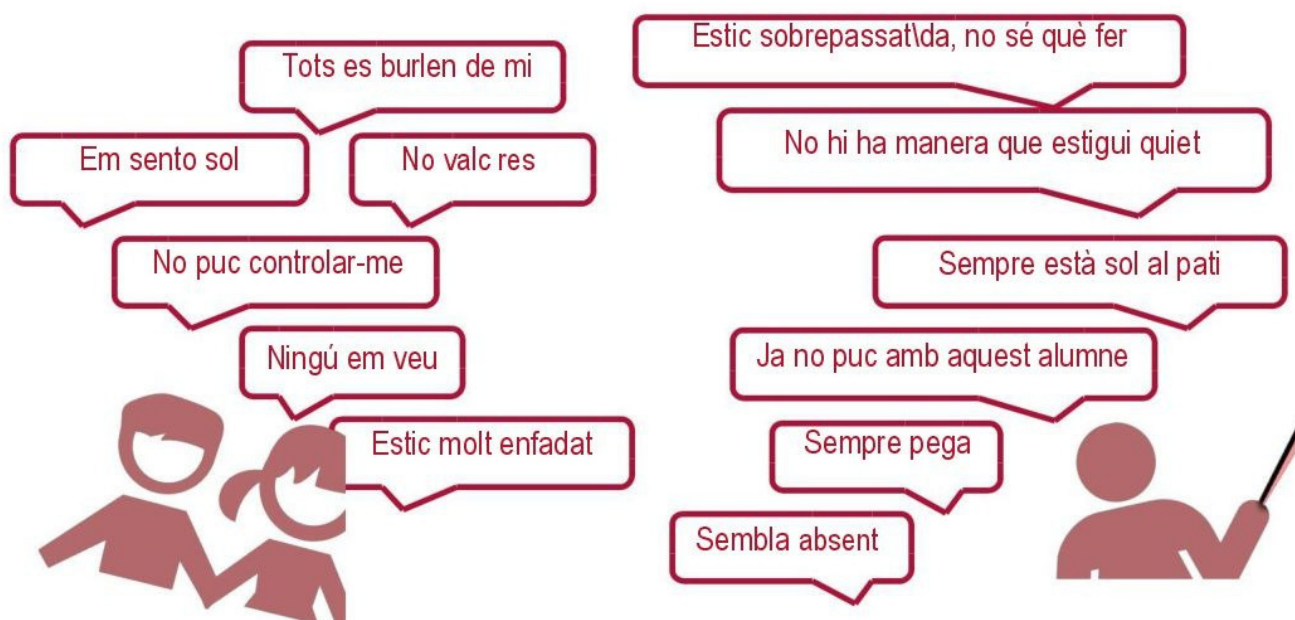 Tots es burlen de mi
Em sento sol
No valc res
No puc controlar-me
Ningú em veu
Estic molt enfadat
Estic sobrepassat\da, no sé què fer
No hi ha manera que estigui quiet
Sempre està sol al pati
Ja no puc amb aquest alumne
Sempre pega
Sembla absent